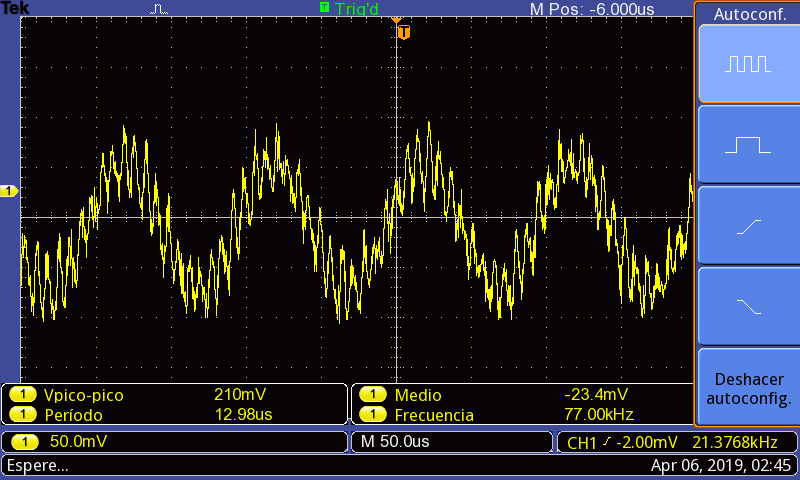 Tek T Trig'd M Pos: -6.000us Autoconf.
T
1
1 Vpico-pico 210mV 1 Medio -23.4mV
1 Período 12.98us 1 Frecuencia 77.00kHz
Deshacer
autoconfig.
1 50.0mV M 50.0us CH1 -2.00mV 21.3768kHz
Espere... Apr 06, 2019, 02:45